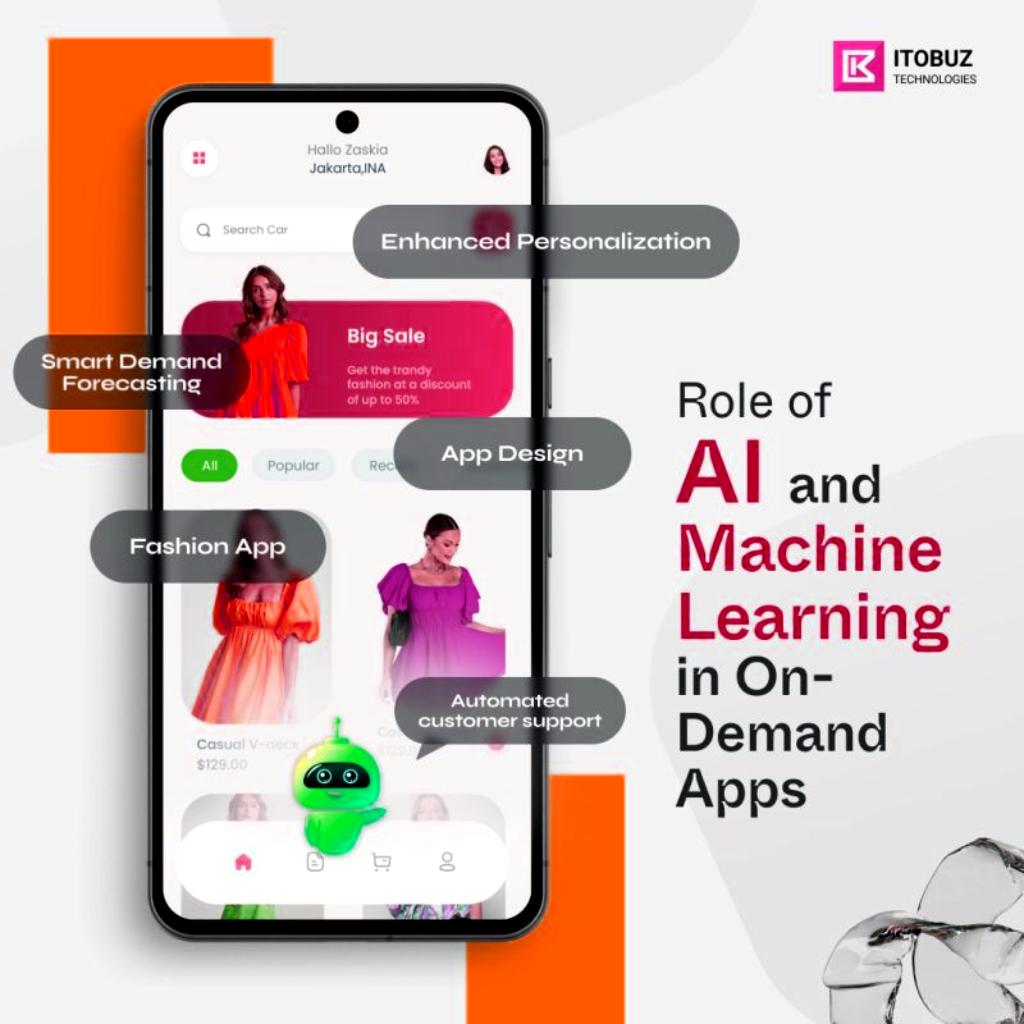 ITOBUZ
TECHNOLOGIES
Hallo Zaskia
Jakarta,INA
Search Car
Enhanced Personalization
Big Sale
Get the trandy
fashion at a discount
of up to 50%
Smart Demand
Forecasting
App Design
All
Popular
Rec
Fashion App
Automated
customer support
Casual V-neck
$129.00
Role of
AI and
Machine
Learning
in On-
Demand
Apps